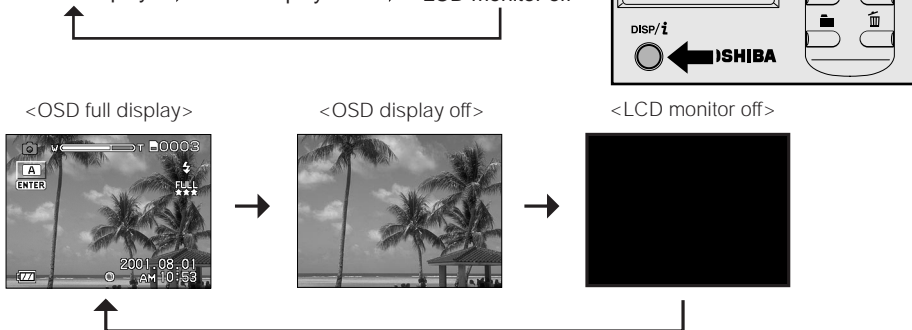 LCD monitor off
DISP/i
OSHIBA
<OSD full display>
<OSD display off>
<LCD monitor off>
W T 0003
A
ENTER
FULL
★★★
2001.08.01
AM 10:53